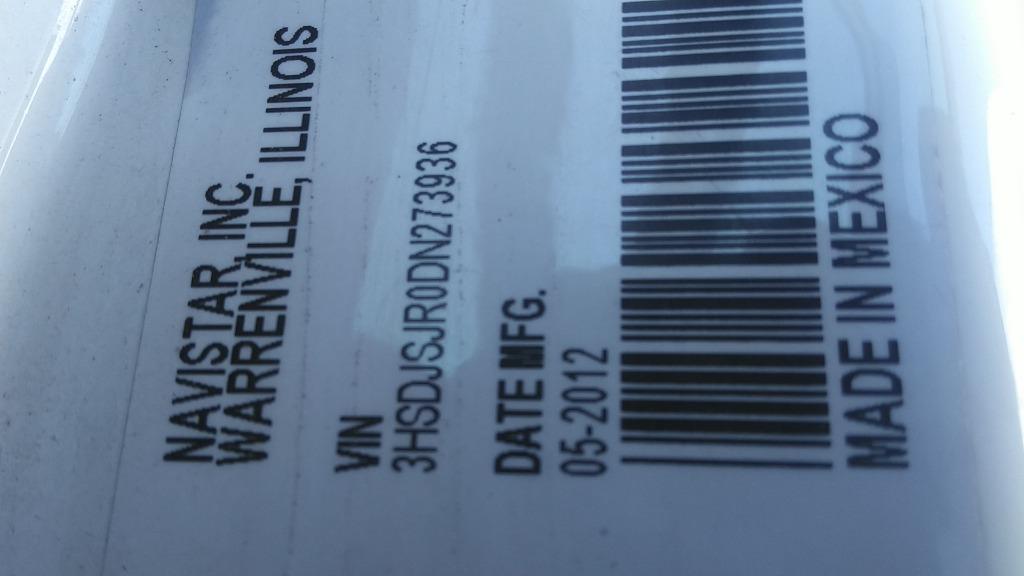 NAVISTAR, INC.
WARRENVILLE, ILLINOIS
VIN
3HSDJSJR0DN273936
DATE MFG.
05-2012
MADE IN MEXICO